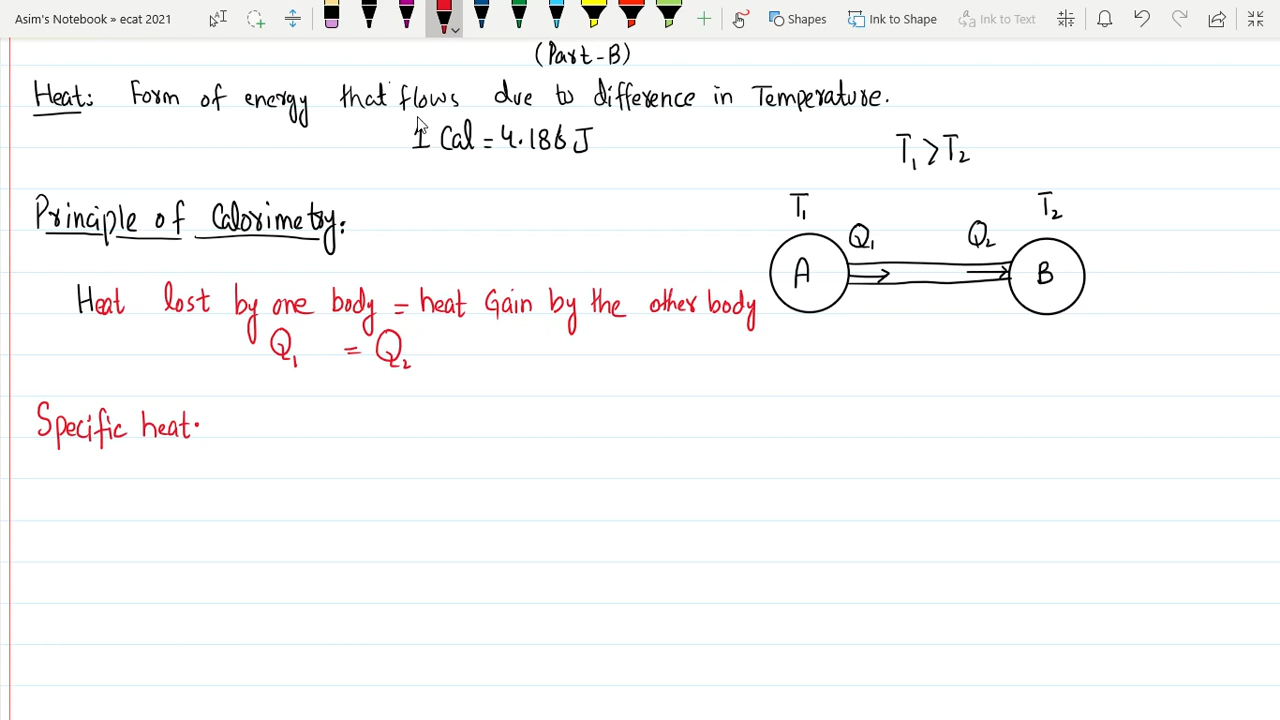 Asim's Notebook » ecat 2021
Shapes
Ink to Shape
Ink to Text
(Part-B)
Heat: Form of energy that flows due to difference in Temperature.
1 Cal = 4.186 J
T₁ > T₂
Principle of Calorimetry:
T₁ T₂
Q₁ Q₂
A B
Heat lost by one body = heat Gain by the other body
Q₁ = Q₂
Specific heat.